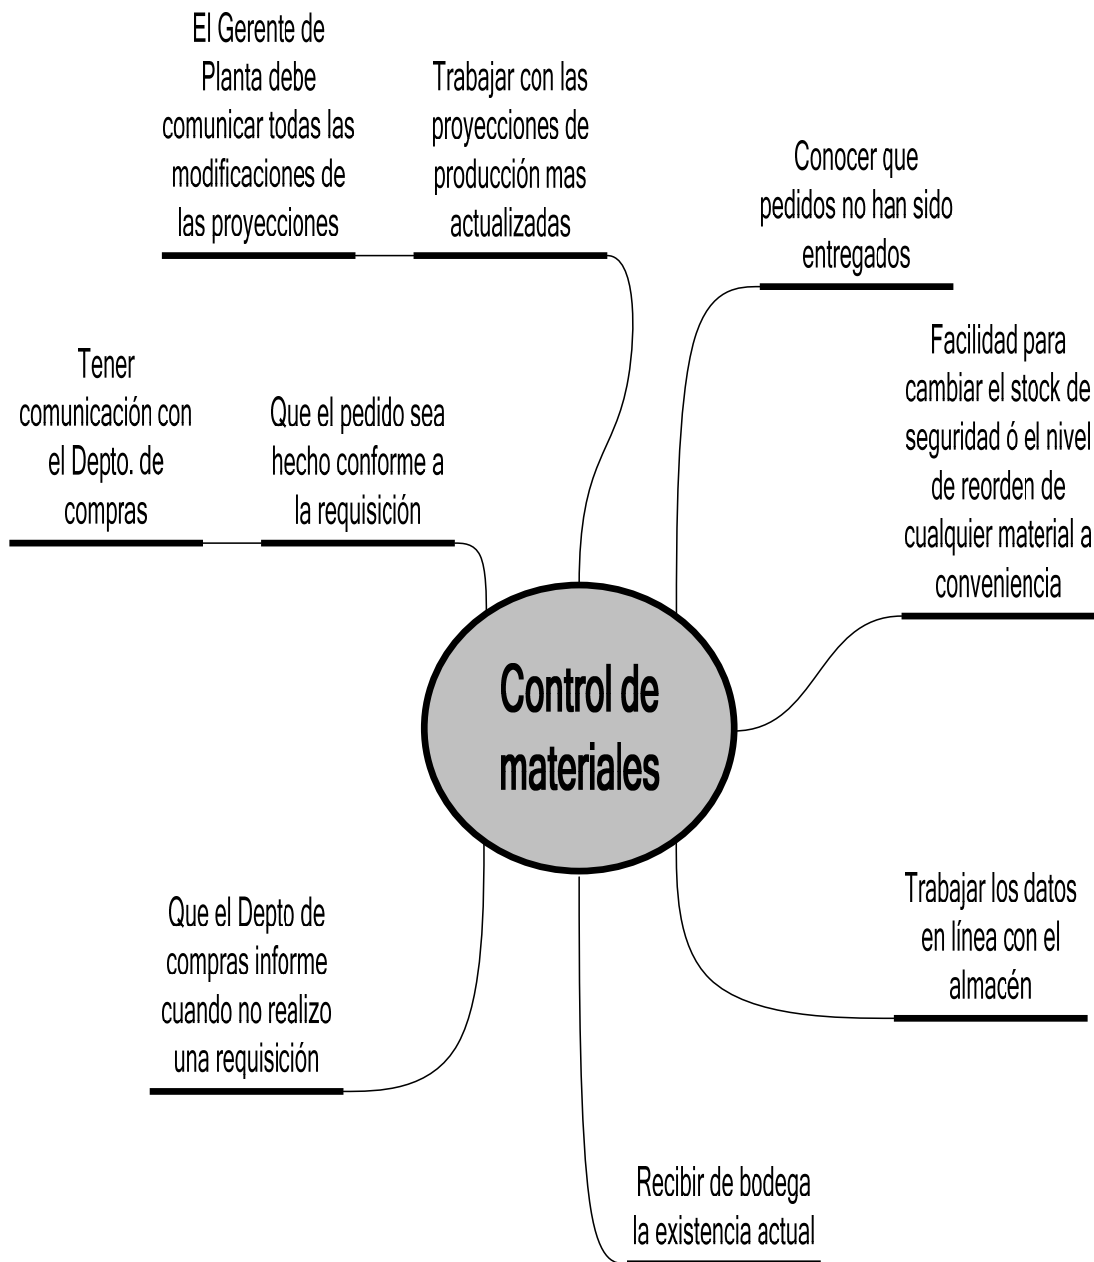 El Gerente de
Planta debe
comunicar todas las
modificaciones de
las proyecciones
Trabajar con las
proyecciones de
producción mas
actualizadas
Conocer que
pedidos no han sido
entregados
Facilidad para
cambiar el stock de
seguridad ó el nivel
de reorden de
cualquier material a
conveniencia
Tener
comunicación con
el Depto. de
compras
Que el pedido sea
hecho conforme a
la requisición
Control de
materiales
Trabajar los datos
en línea con el
almacén
Que el Depto de
compras informe
cuando no realizo
una requisición
Recibir de bodega
la existencia actual